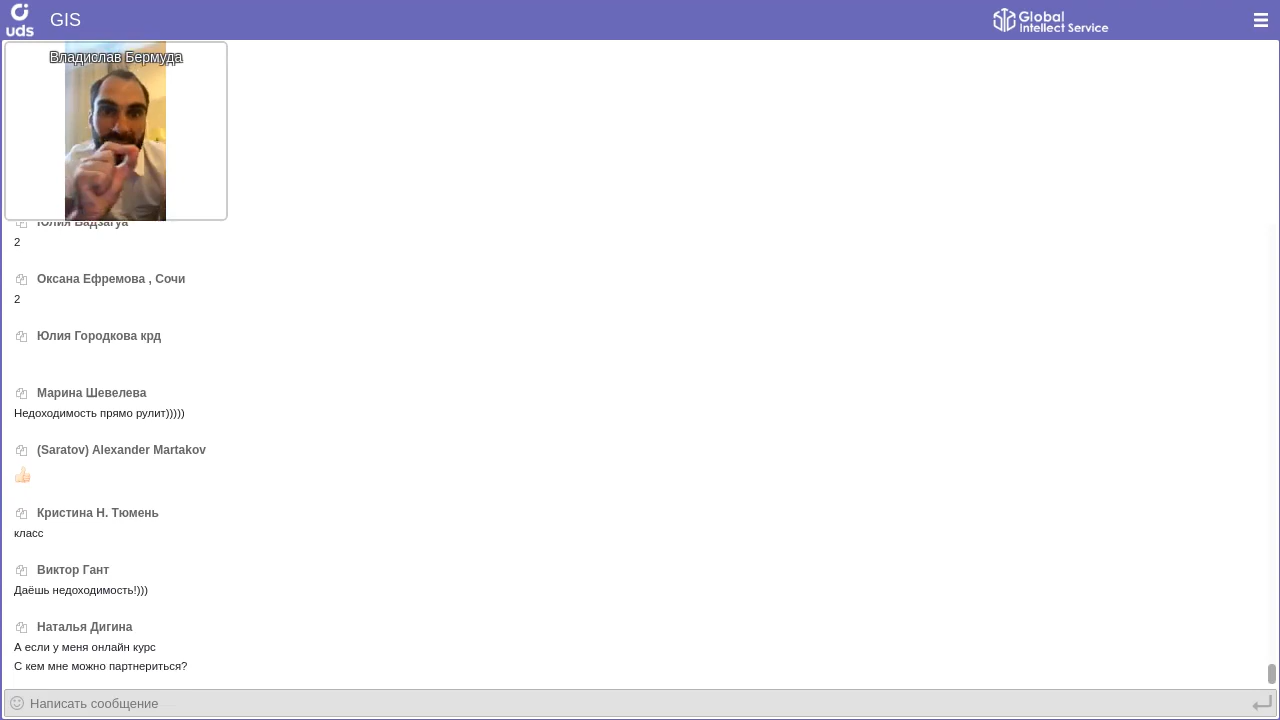 uds
GIS
Global
Intellect Service
Владислав Бермуда
Юлия Бадзагуа
2
Оксана Ефремова , Сочи
2
Юлия Городкова крд
Марина Шевелева
Недоходимость прямо рулит)))))
(Saratov) Alexander Martakov
Кристина Н. Тюмень
класс
Виктор Гант
Даёшь недоходимость!)))
Наталья Дигина
А если у меня онлайн курс
С кем мне можно партнериться?
Написать сообщение